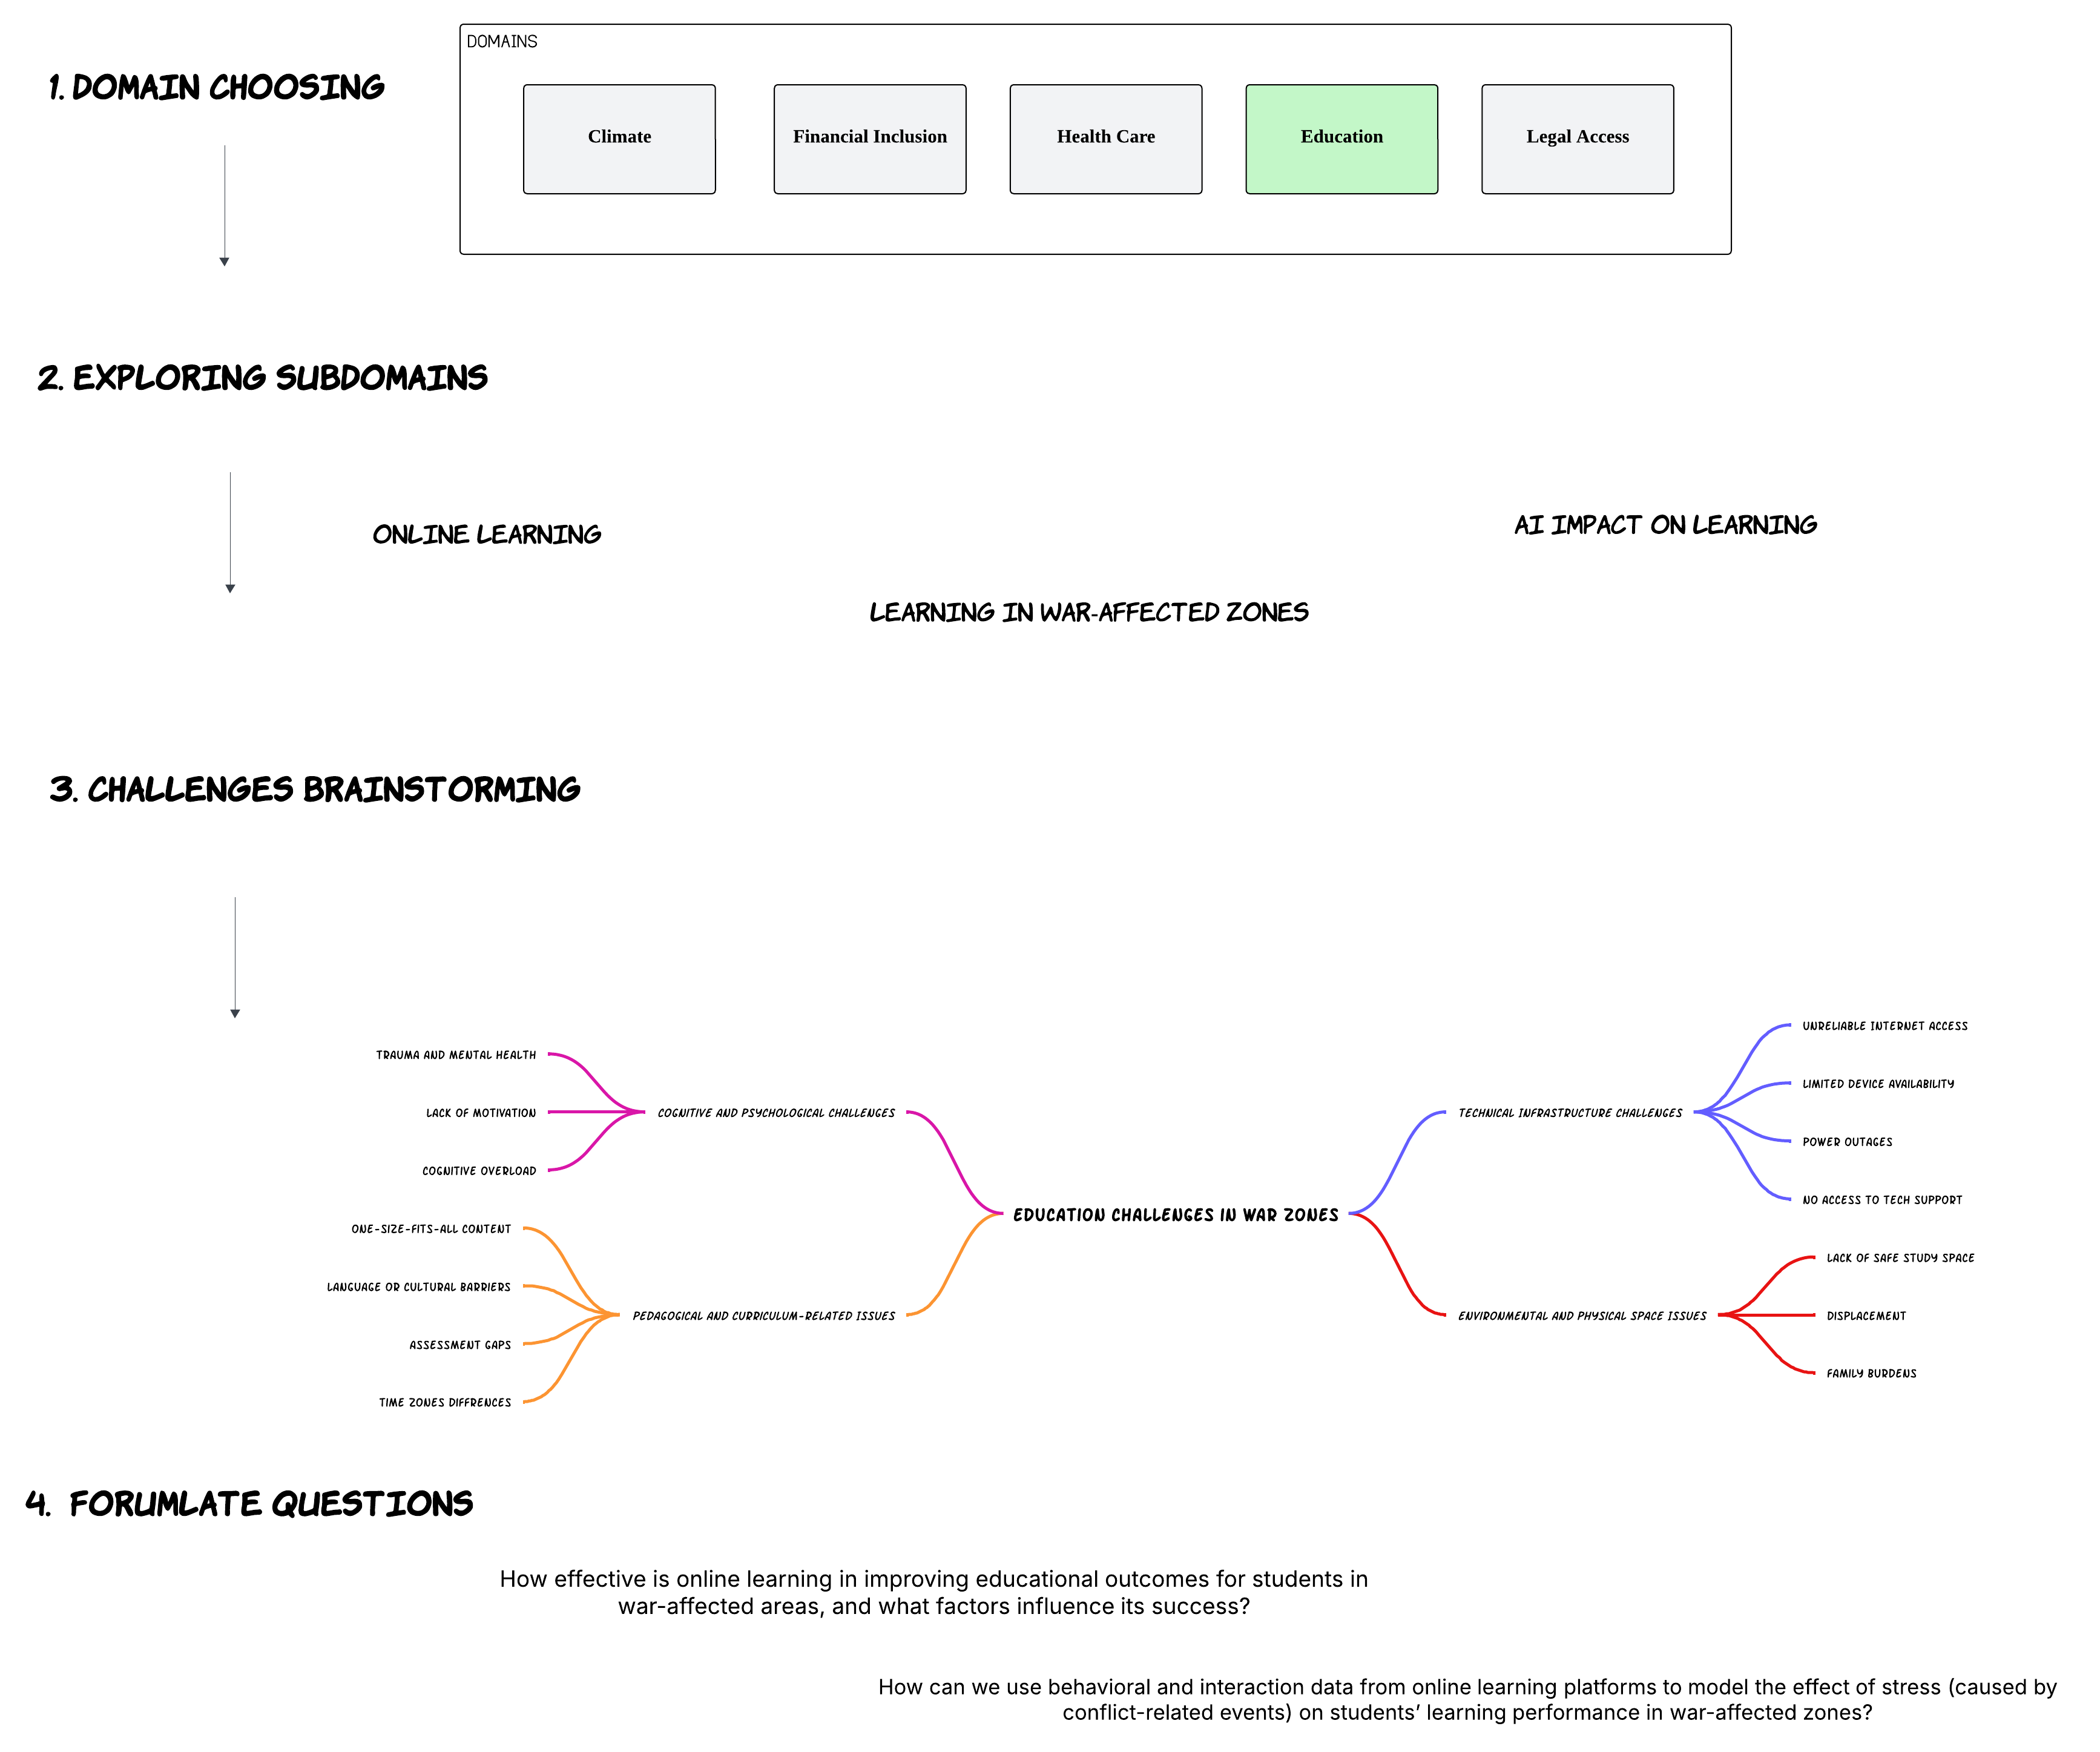 DOMAINS
1. DOMAIN CHOOSING
Climate
Financial Inclusion
Health Care
Education
Legal Access
2. EXPLORING SUBDOMAINS
ONLINE LEARNING
AI IMPACT ON LEARNING
LEARNING IN WAR-AFFECTED ZONES
3. CHALLENGES BRAINSTORMING
TRAUMA AND MENTAL HEALTH
LACK OF MOTIVATION
COGNITIVE OVERLOAD
COGNITIVE AND PSYCHOLOGICAL CHALLENGES
ONE-SIZE-FITS-ALL CONTENT
LANGUAGE OR CULTURAL BARRIERS
ASSESSMENT GAPS
TIME ZONES DIFFRENCES
PEDAGOGICAL AND CURRICULUM-RELATED ISSUES
EDUCATION CHALLENGES IN WAR ZONES
TECHNICAL INFRASTRUCTURE CHALLENGES
UNRELIABLE INTERNET ACCESS
LIMITED DEVICE AVAILABILITY
POWER OUTAGES
NO ACCESS TO TECH SUPPORT
ENVIRONMENTAL AND PHYSICAL SPACE ISSUES
LACK OF SAFE STUDY SPACE
DISPLACEMENT
FAMILY BURDENS
4. FORUMLATE QUESTIONS
How effective is online learning in improving educational outcomes for students in
war-affected areas, and what factors influence its success?
How can we use behavioral and interaction data from online learning platforms to model the effect of stress (caused by
conflict-related events) on students’ learning performance in war-affected zones?